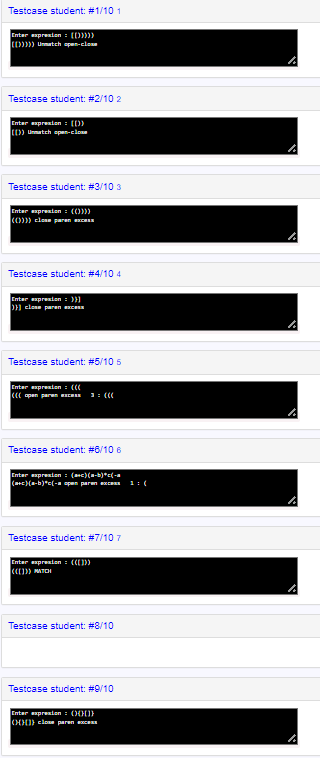 Testcase student: #1/10 1
Enter expresion : [[)))))
[[))))) Unmatch open-close
Testcase student: #2/10 2
Enter expresion : [[))
[[)) Unmatch open-close
Testcase student: #3/10 3
Enter expresion : (())))
(()))) close paren excess
Testcase student: #4/10 4
Enter expresion : }}]
}}] close paren excess
Testcase student: #5/10 5
Enter expresion : (((
((( open paren excess   3 : (((
Testcase student: #6/10 6
Enter expresion : (a+c)(a-b)*c(-a
(a+c)(a-b)*c(-a open paren excess   1 : (
Testcase student: #7/10 7
Enter expresion : (([]))
(([])) MATCH
Testcase student: #8/10
Testcase student: #9/10
Enter expresion : (){}[]}
(){}[]} close paren excess